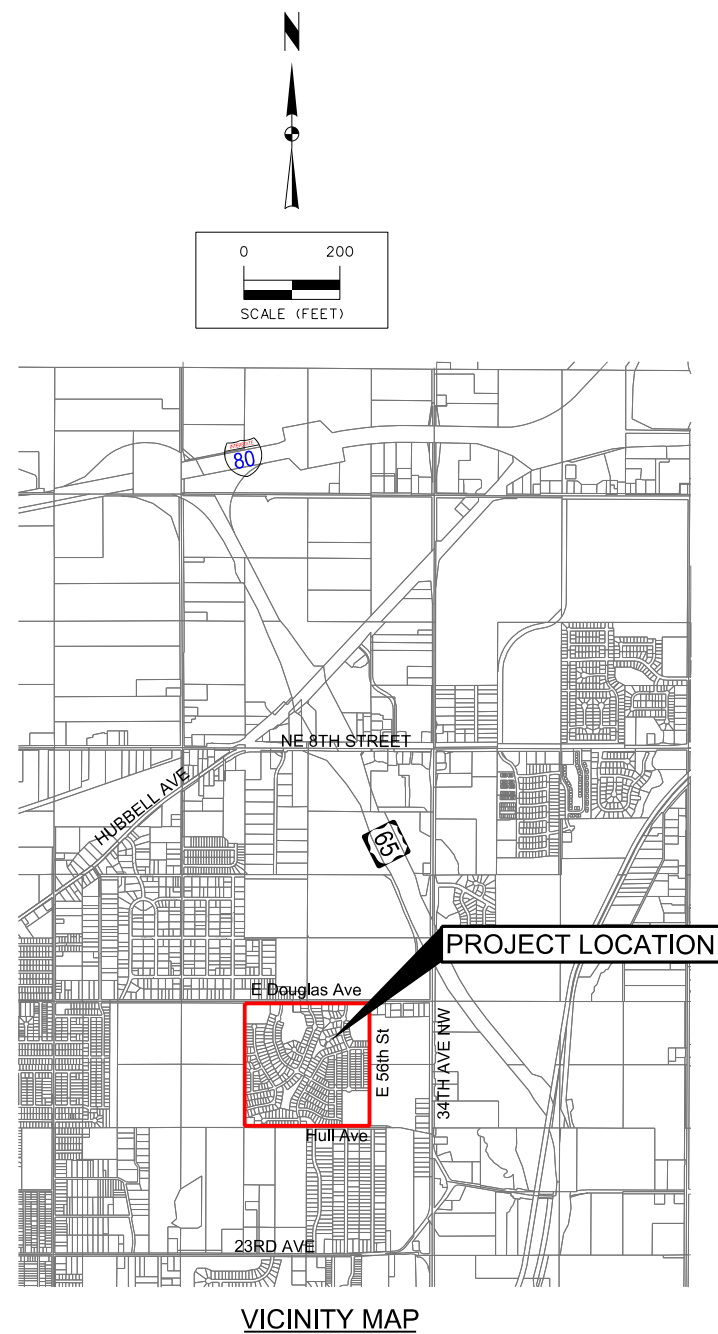 N
0 200
SCALE (FEET)
INTERSTATE
80
NE 8TH STREET
HUBBELL AVE
65
PROJECT LOCATION
E Douglas Ave
E 56th St
34TH AVE NW
Hull Ave
23RD AVE
VICINITY MAP